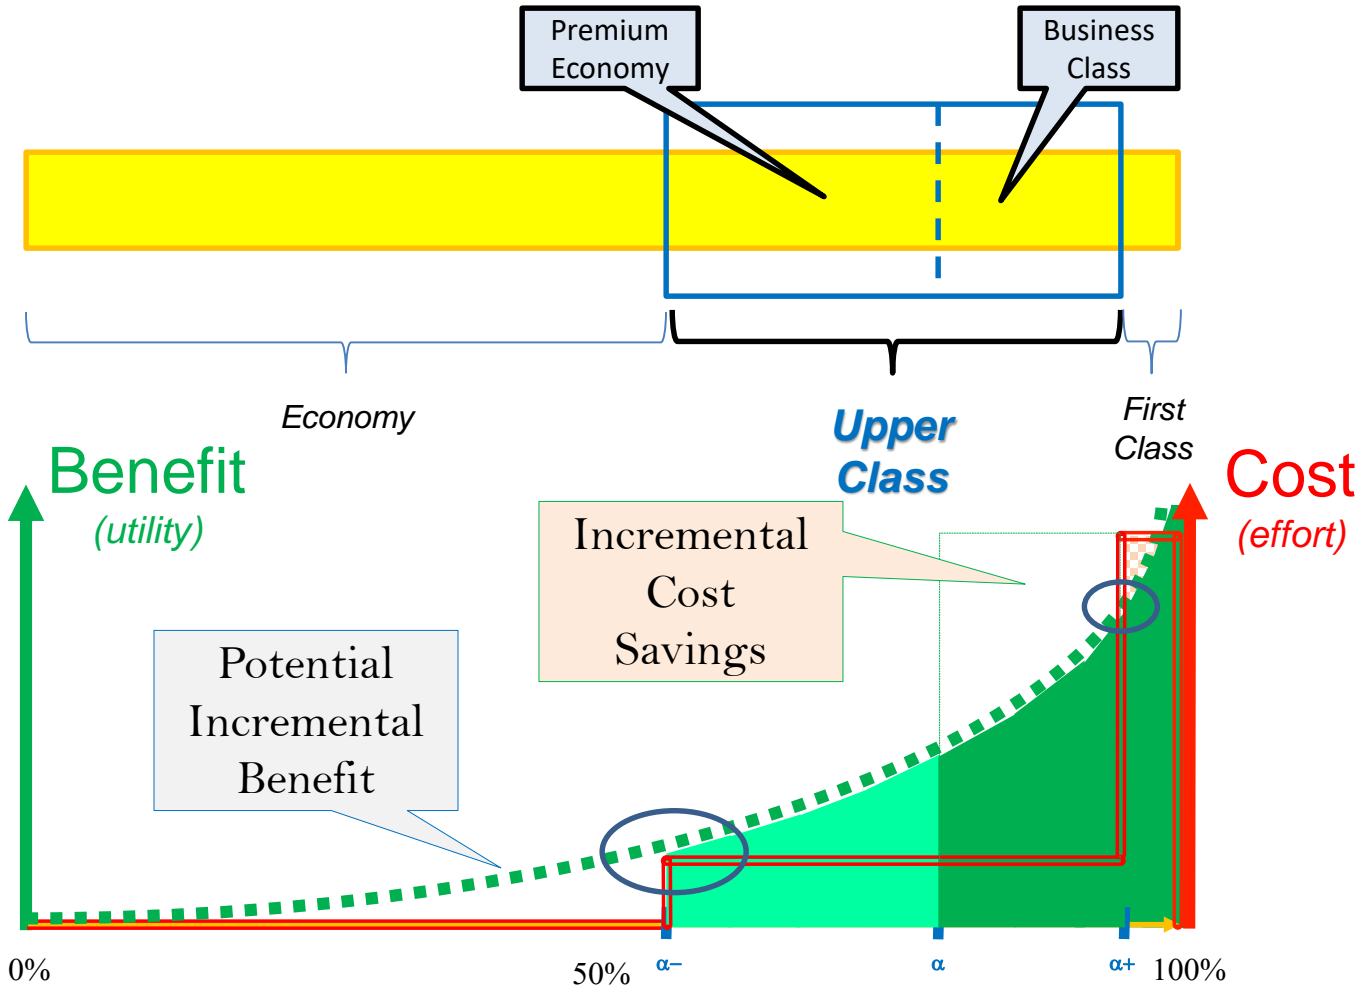 Premium
Economy
Business
Class
Economy
Upper
Class
First
Class
Benefit
(utility)
Cost
(effort)
Incremental
Cost
Savings
Potential
Incremental
Benefit
0%
50%
α−
α
α+
100%